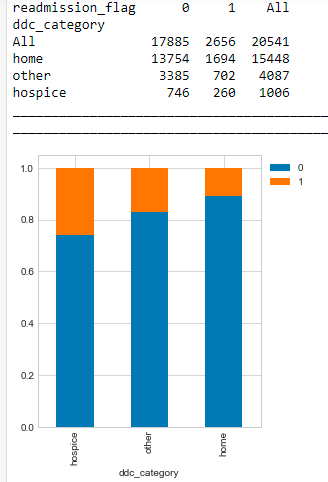 readmission_flag 0 1 All
ddc_category
All 17885 2656 20541
home 13754 1694 15448
other 3385 702 4087
hospice 746 260 1006
1.0
0.8
0.6
0.4
0.2
0.0
0
1
hospice
other
home
ddc_category